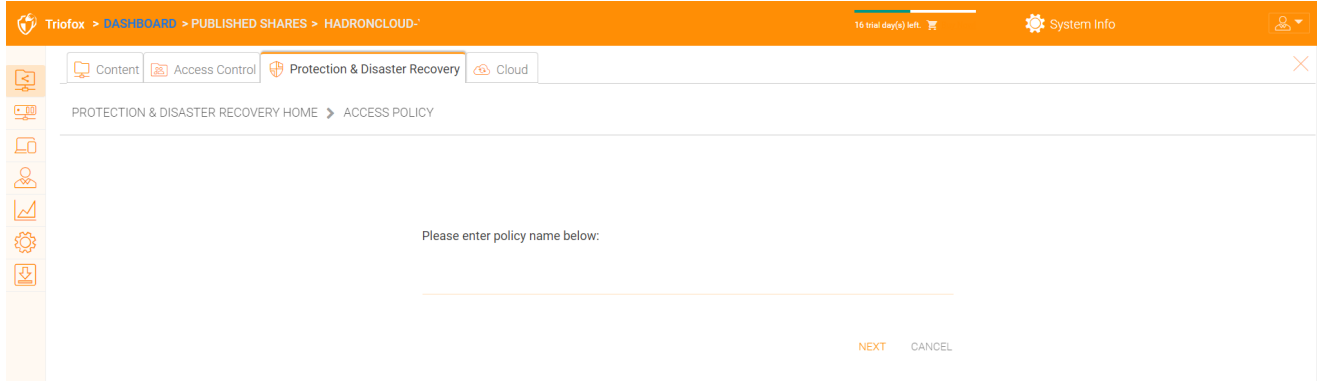 Triofox > DASHBOARD > PUBLISHED SHARES > HADRONCLOUD-'
16 trial day(s) left.
System Info
Content
Access Control
Protection & Disaster Recovery
Cloud
PROTECTION & DISASTER RECOVERY HOME > ACCESS POLICY
Please enter policy name below:
NEXT CANCEL